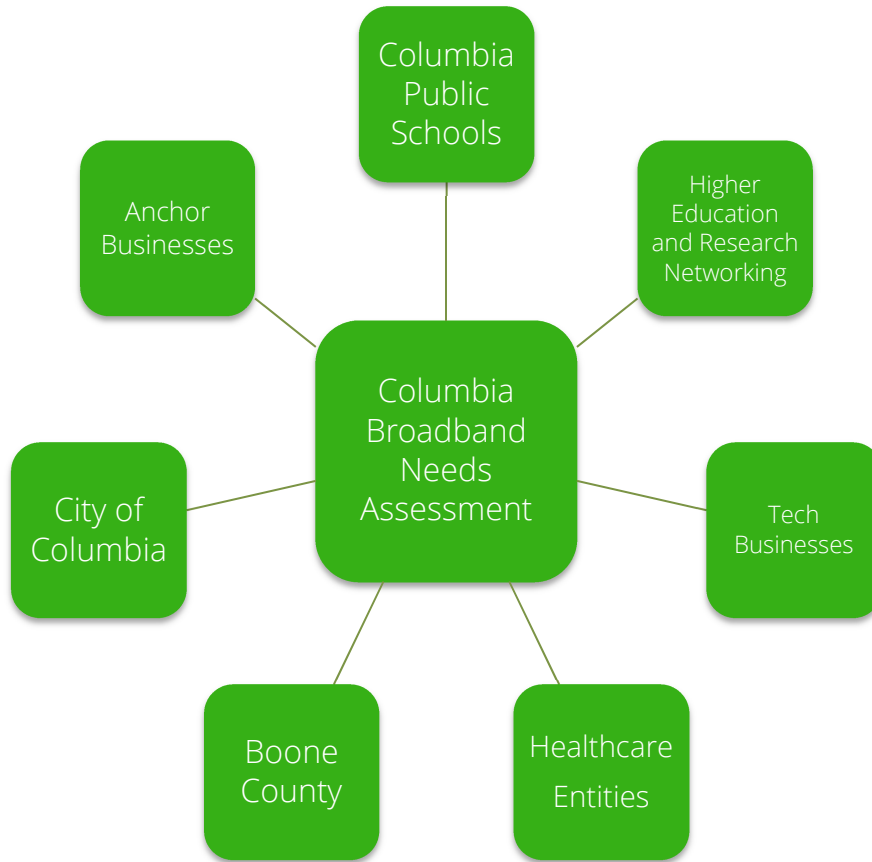 Columbia
Public
Schools
Anchor
Businesses
Higher
Education
and Research
Networking
Columbia
Broadband
Needs
Assessment
City of
Columbia
Tech
Businesses
Boone
County
Healthcare
Entities